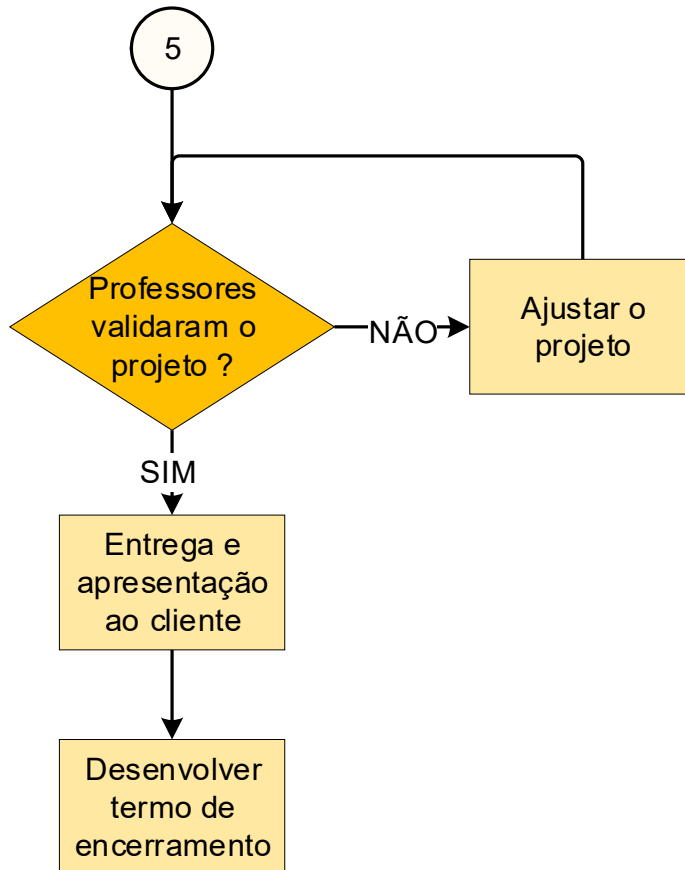 5
Professores
validaram o
projeto ?
NÃO
Ajustar o
projeto
SIM
Entrega e
apresentação
ao cliente
Desenvolver
termo de
encerramento